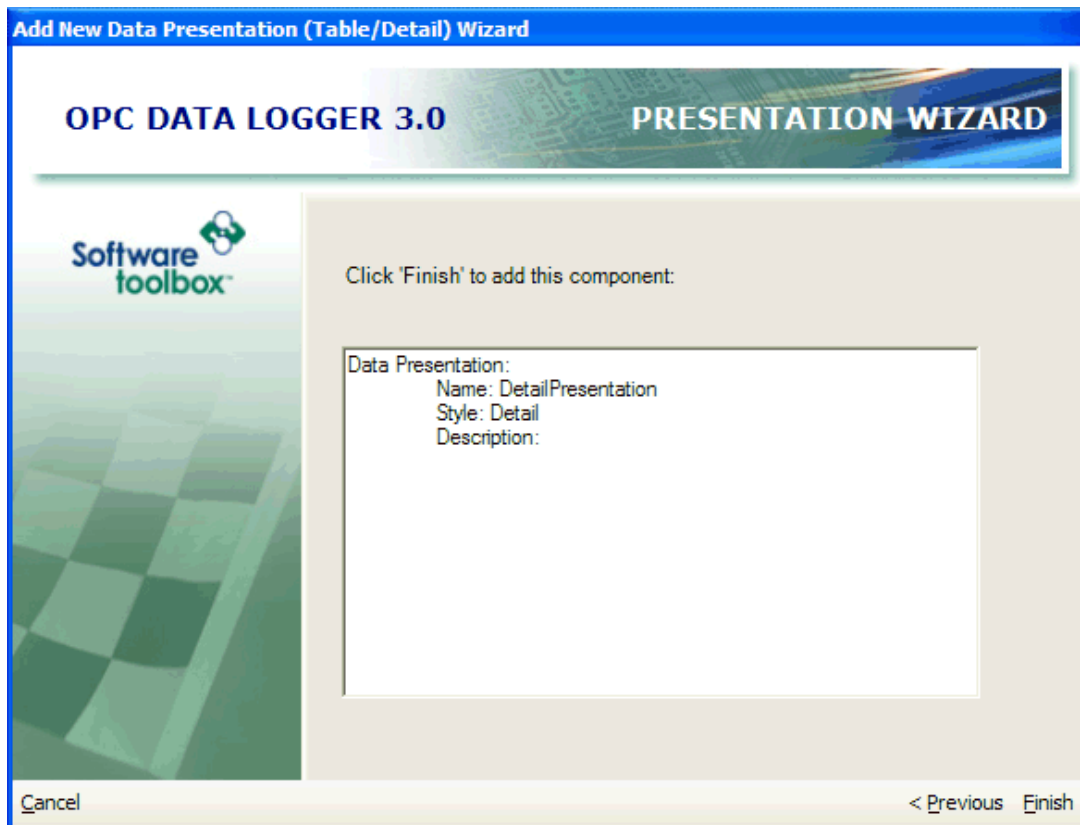 Add New Data Presentation (Table/Detail) Wizard
OPC DATA LOGGER 3.0 PRESENTATION WIZARD
Software
toolbox™
Click 'Finish' to add this component:
Data Presentation:
Name: DetailPresentation
Style: Detail
Description:
Cancel < Previous Finish